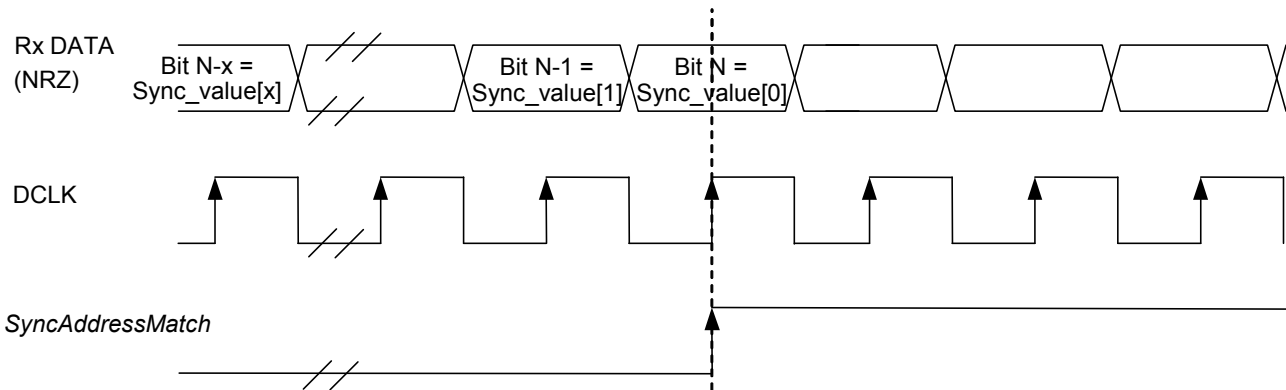 Rx DATA
(NRZ)
Bit N-x =
Sync_value[x]
Bit N-1 =
Sync_value[1]
Bit N =
Sync_value[0]
DCLK
SyncAddressMatch